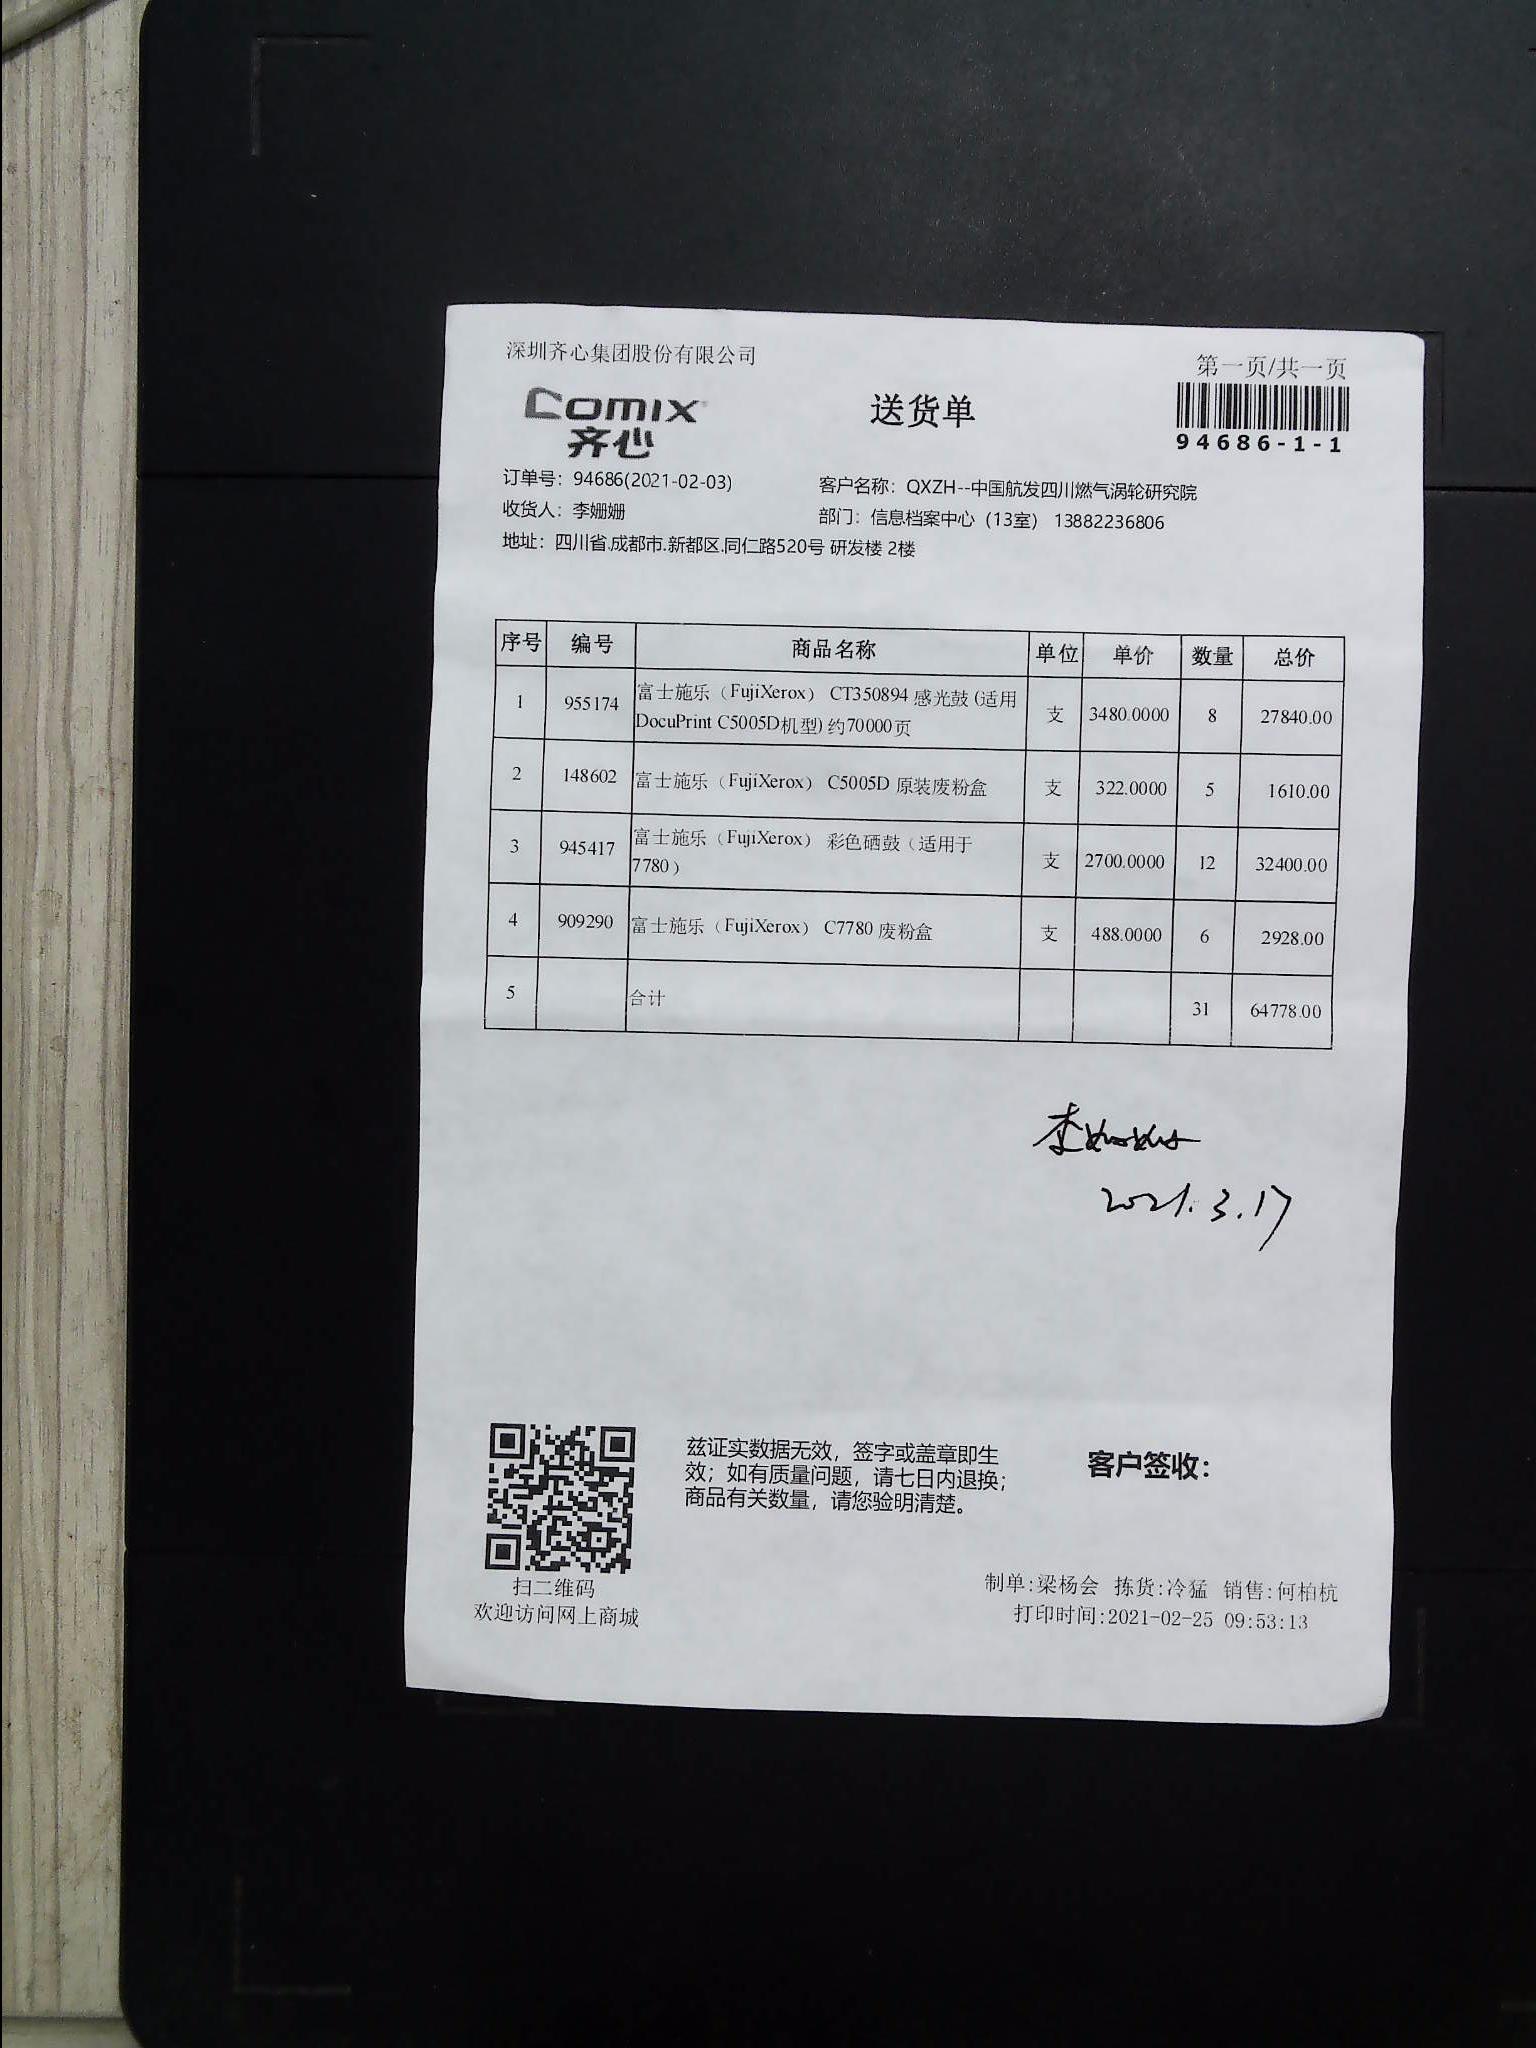 深圳齐心集团股份有限公司
第一页/共一页
COMIX
齐心
送货单
94686-1-1
订单号：94686(2021-02-03)
客户名称：QXZH--中国航发四川燃气涡轮研究院
收货人：李姗姗
部门：信息档案中心（13室） 13882236806
地址：四川省.成都市.新都区.同仁路520号 研发楼 2楼
序号 编号 商品名称 单位 单价 数量 总价
1 955174 富士施乐（FujiXerox） CT350894 感光鼓 (适用
DocuPrint C5005D机型) 约70000页 支 3480.0000 8 27840.00
2 148602 富士施乐（FujiXerox） C5005D 原装废粉盒 支 322.0000 5 1610.00
3 945417 富士施乐（FujiXerox） 彩色硒鼓（适用于
7780） 支 2700.0000 12 32400.00
4 909290 富士施乐（FujiXerox） C7780 废粉盒 支 488.0000 6 2928.00
5 合计 31 64778.00
李姗姗
2021.3.17
兹证实数据无效，签字或盖章即生
效；如有质量问题，请七日内退换；
商品有关数量，请您验明清楚。
客户签收：
扫二维码
欢迎访问网上商城
制单:梁杨会 拣货:冷猛 销售:何柏杭
打印时间:2021-02-25 09:53:13